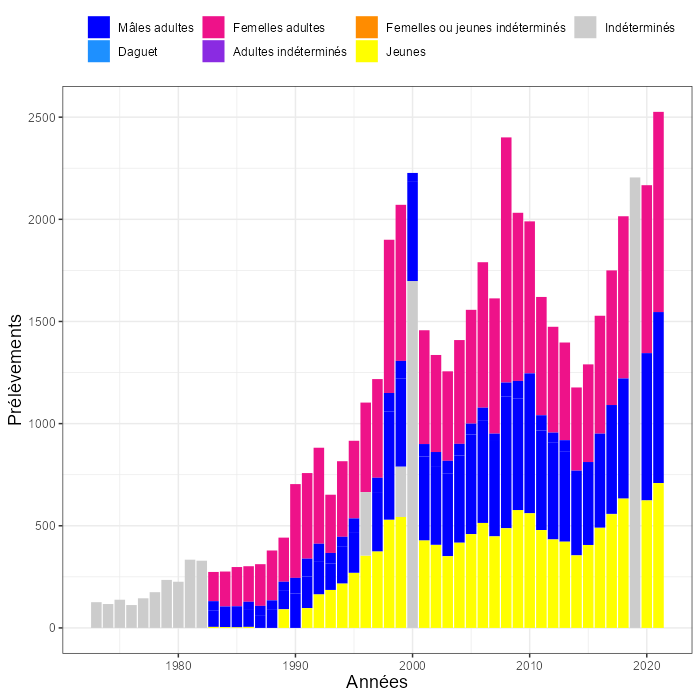 Mâles adultes Femelles adultes Femelles ou jeunes indéterminés Indéterminés
Daguet Adultes indéterminés Jeunes
2500
2000
1500
1000
500
0
Prélèvements
1980 1990 2000 2010 2020
Années